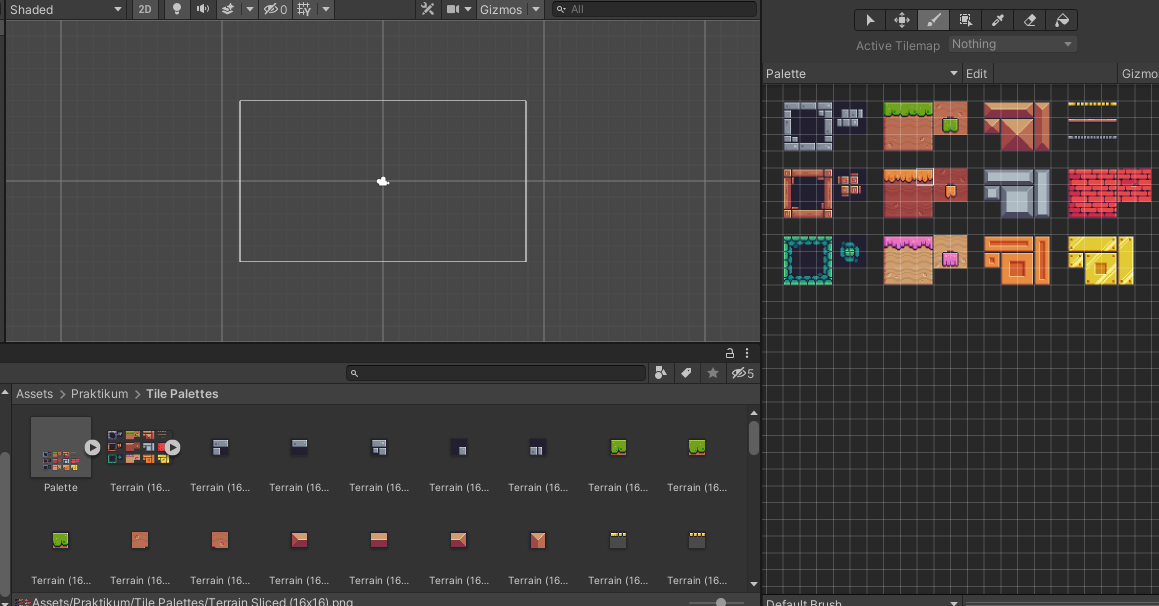 Shaded 2D 0 Gizmos All
Active Tilemap Nothing
Palette Edit Gizmo
5
Assets > Praktikum > Tile Palettes
Palette Terrain (16... Terrain (16... Terrain (16... Terrain (16... Terrain (16... Terrain (16... Terrain (16... Terrain (16...
Terrain (16... Terrain (16... Terrain (16... Terrain (16... Terrain (16... Terrain (16... Terrain (16... Terrain (16... Terrain (16...
Assets/Praktikum/Tile Palettes/Terrain Sliced (16x16).png
Default Brush